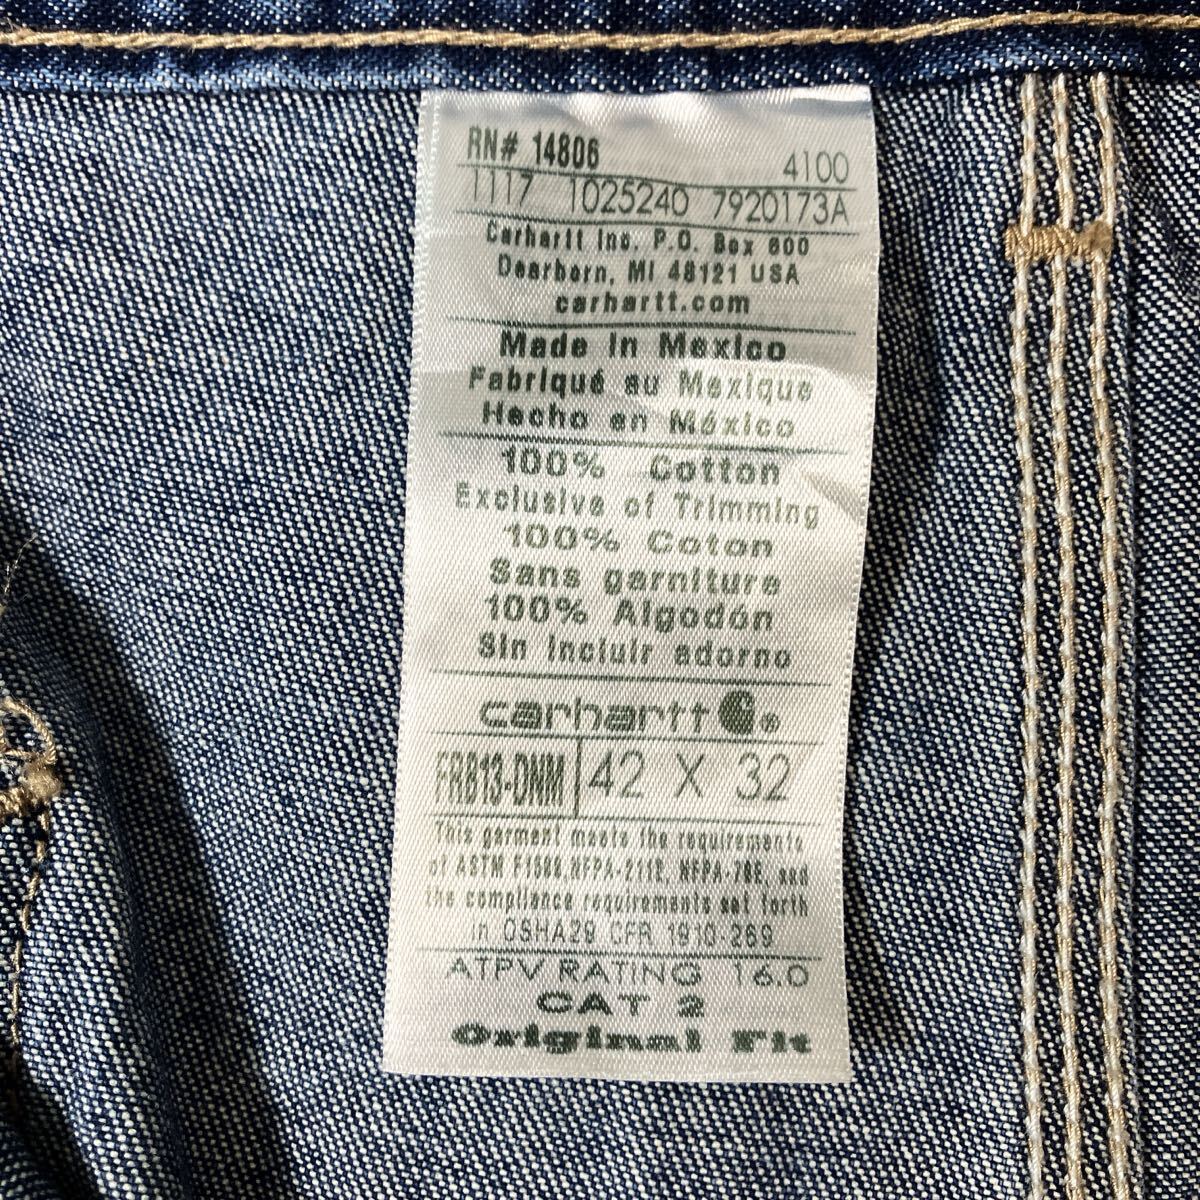 RN# 14806 4100
1117 1025240 7920173A
Carhartt Inc. P.O. Box 600
Dearborn, MI 48121 USA
carhartt.com
Made in Mexico
Fabriqué au Mexique
Hecho en México
100% Cotton
Exclusive of Trimming
100% Coton
Sans garniture
100% Algodón
Sin incluir adorno
carhartt ®
FRB13-DNM 42 X 32
This garment meets the requirements
of ASTM F1506, NFPA-2112, NFPA-70E, and
the compliance requirements set forth
in OSHA29 CFR 1910-269
ATPV RATING 16.0
CAT 2
Original Fit